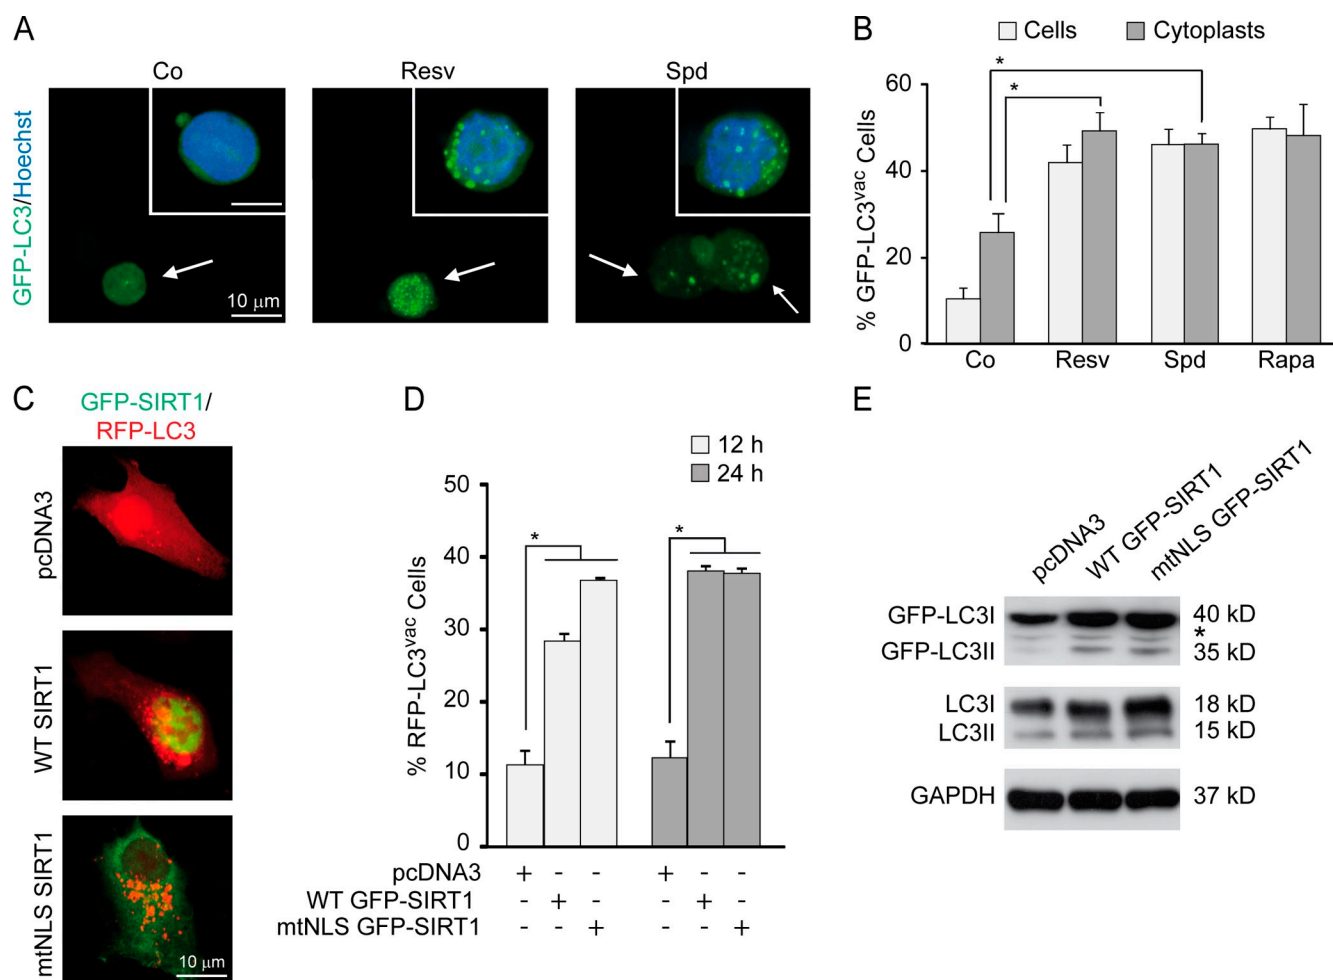 A
Co
Resv
Spd
GFP-LC3/Hoechst
10 µm
B
Cells
Cytoplasts
*
*
% GFP-LC3vac Cells
60
40
20
0
Co
Resv
Spd
Rapa
C
GFP-SIRT1/
RFP-LC3
pcDNA3
WT SIRT1
mtNLS SIRT1
10 µm
D
12 h
24 h
% RFP-LC3vac Cells
50
40
30
20
10
0
*
*
pcDNA3 + - - + - -
WT GFP-SIRT1 - + - - + -
mtNLS GFP-SIRT1 - - + - - +
E
pcDNA3
WT GFP-SIRT1
mtNLS GFP-SIRT1
GFP-LC3I 40 kD
*
GFP-LC3II 35 kD
LC3I 18 kD
LC3II 15 kD
GAPDH 37 kD